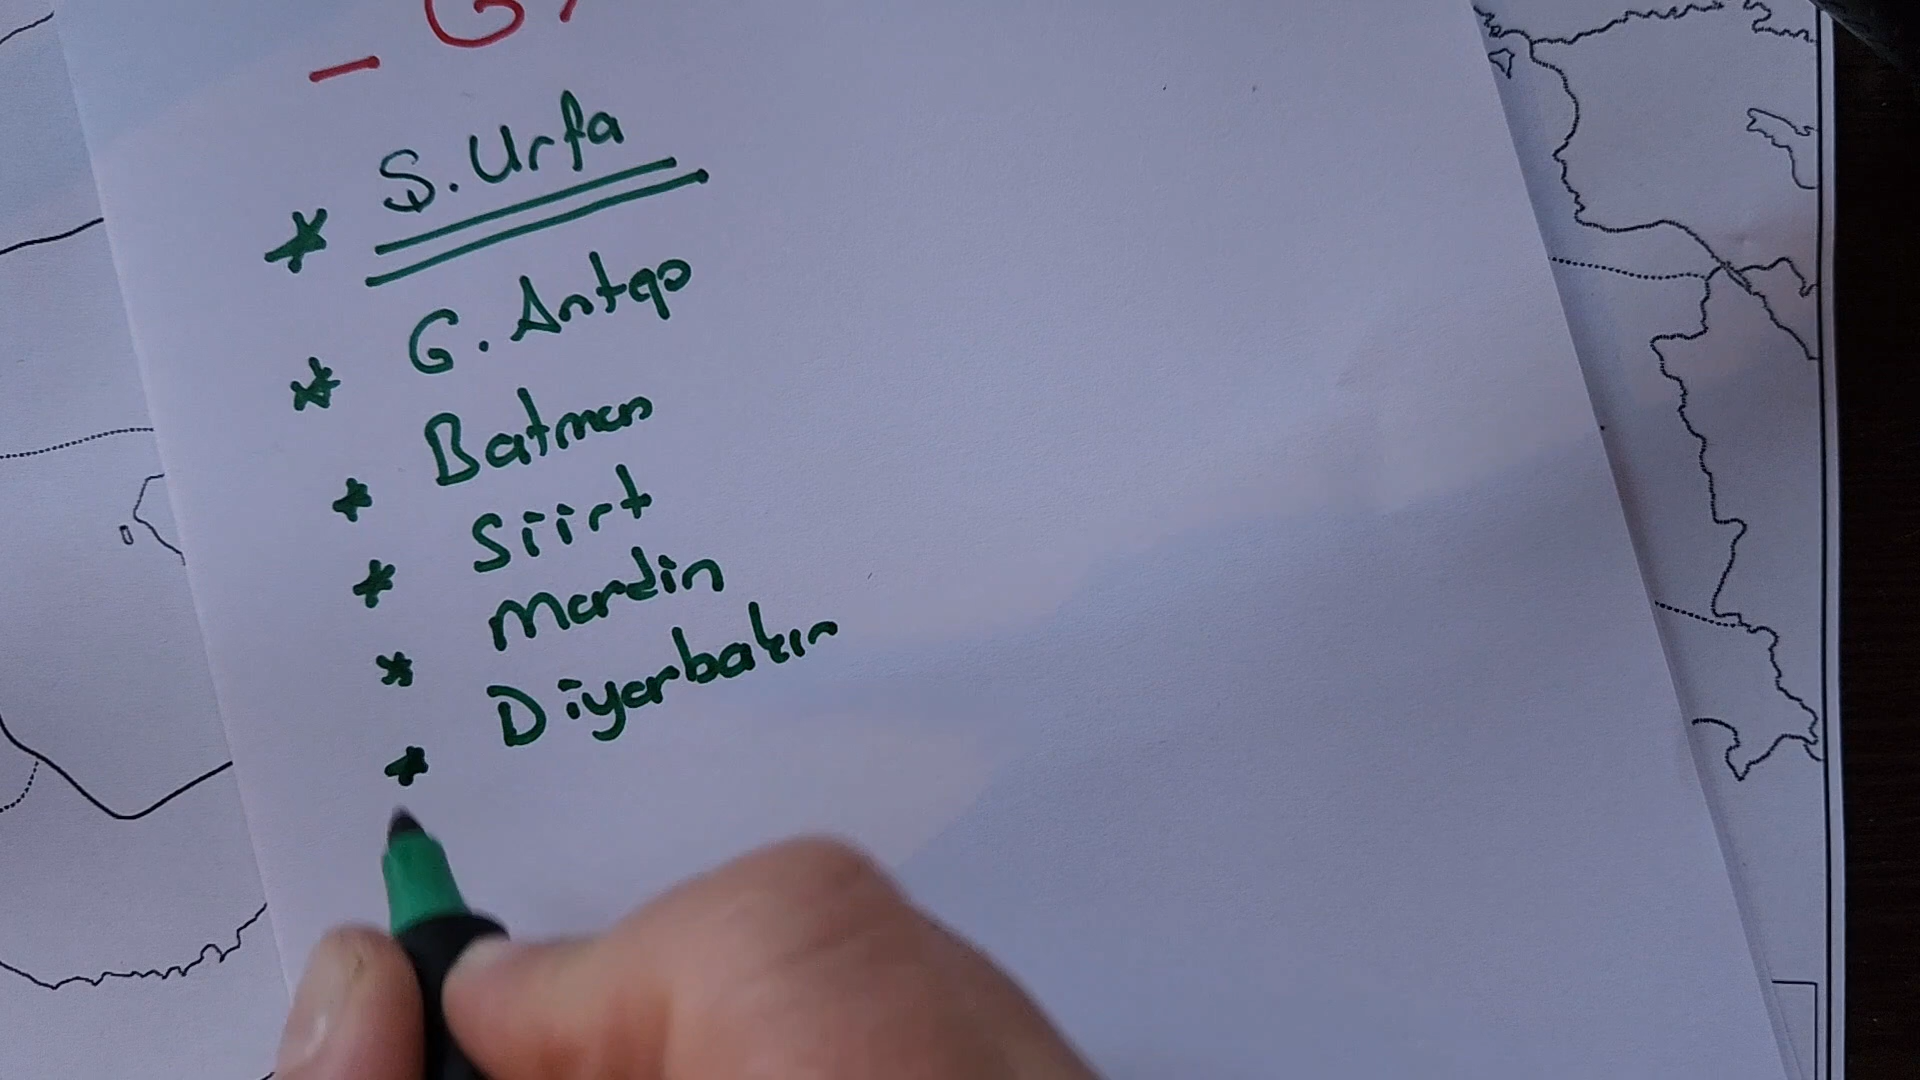 * Ş. Urfa
* G. Antep
* Batman
* Siirt
* Mardin
* Diyarbakır
*